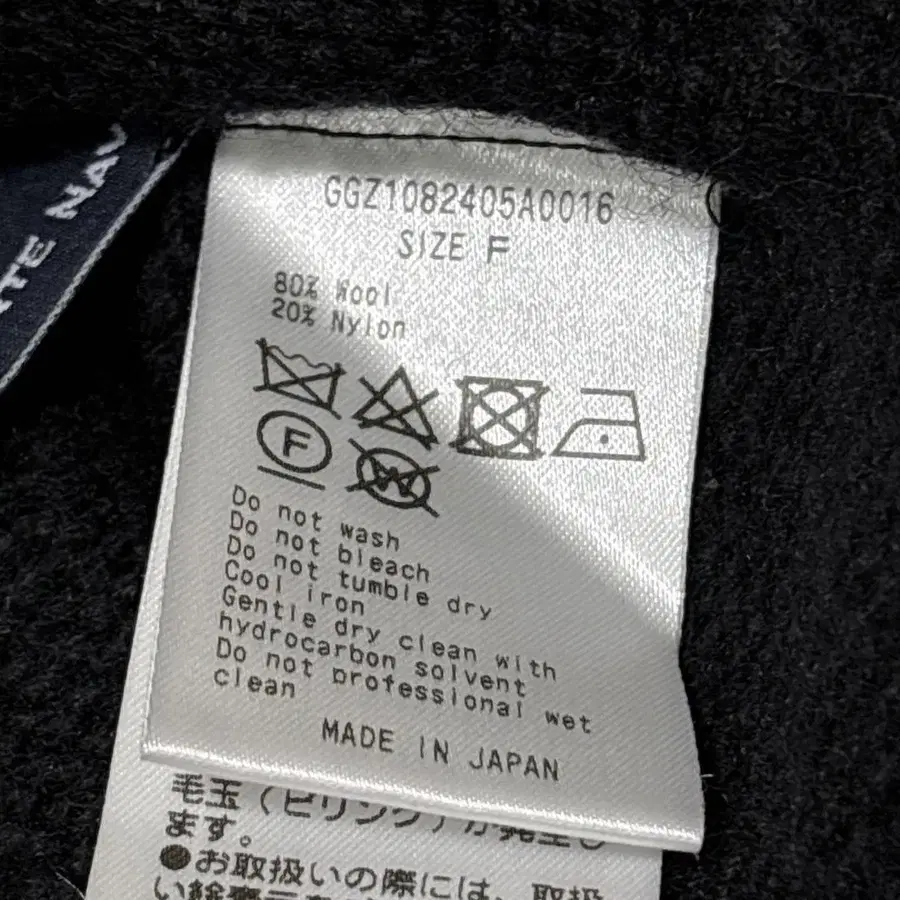 GGZ1082405A0016
SIZE F
80% Wool
20% Nylon
F
W
Do not wash
Do not bleach
Do not tumble dry
Cool iron
Gentle dry clean with
hydrocarbon solvent
Do not professional wet
clean
MADE IN JAPAN
毛玉(ピリング)が発生し
ます。
●お取扱いの際には、取扱